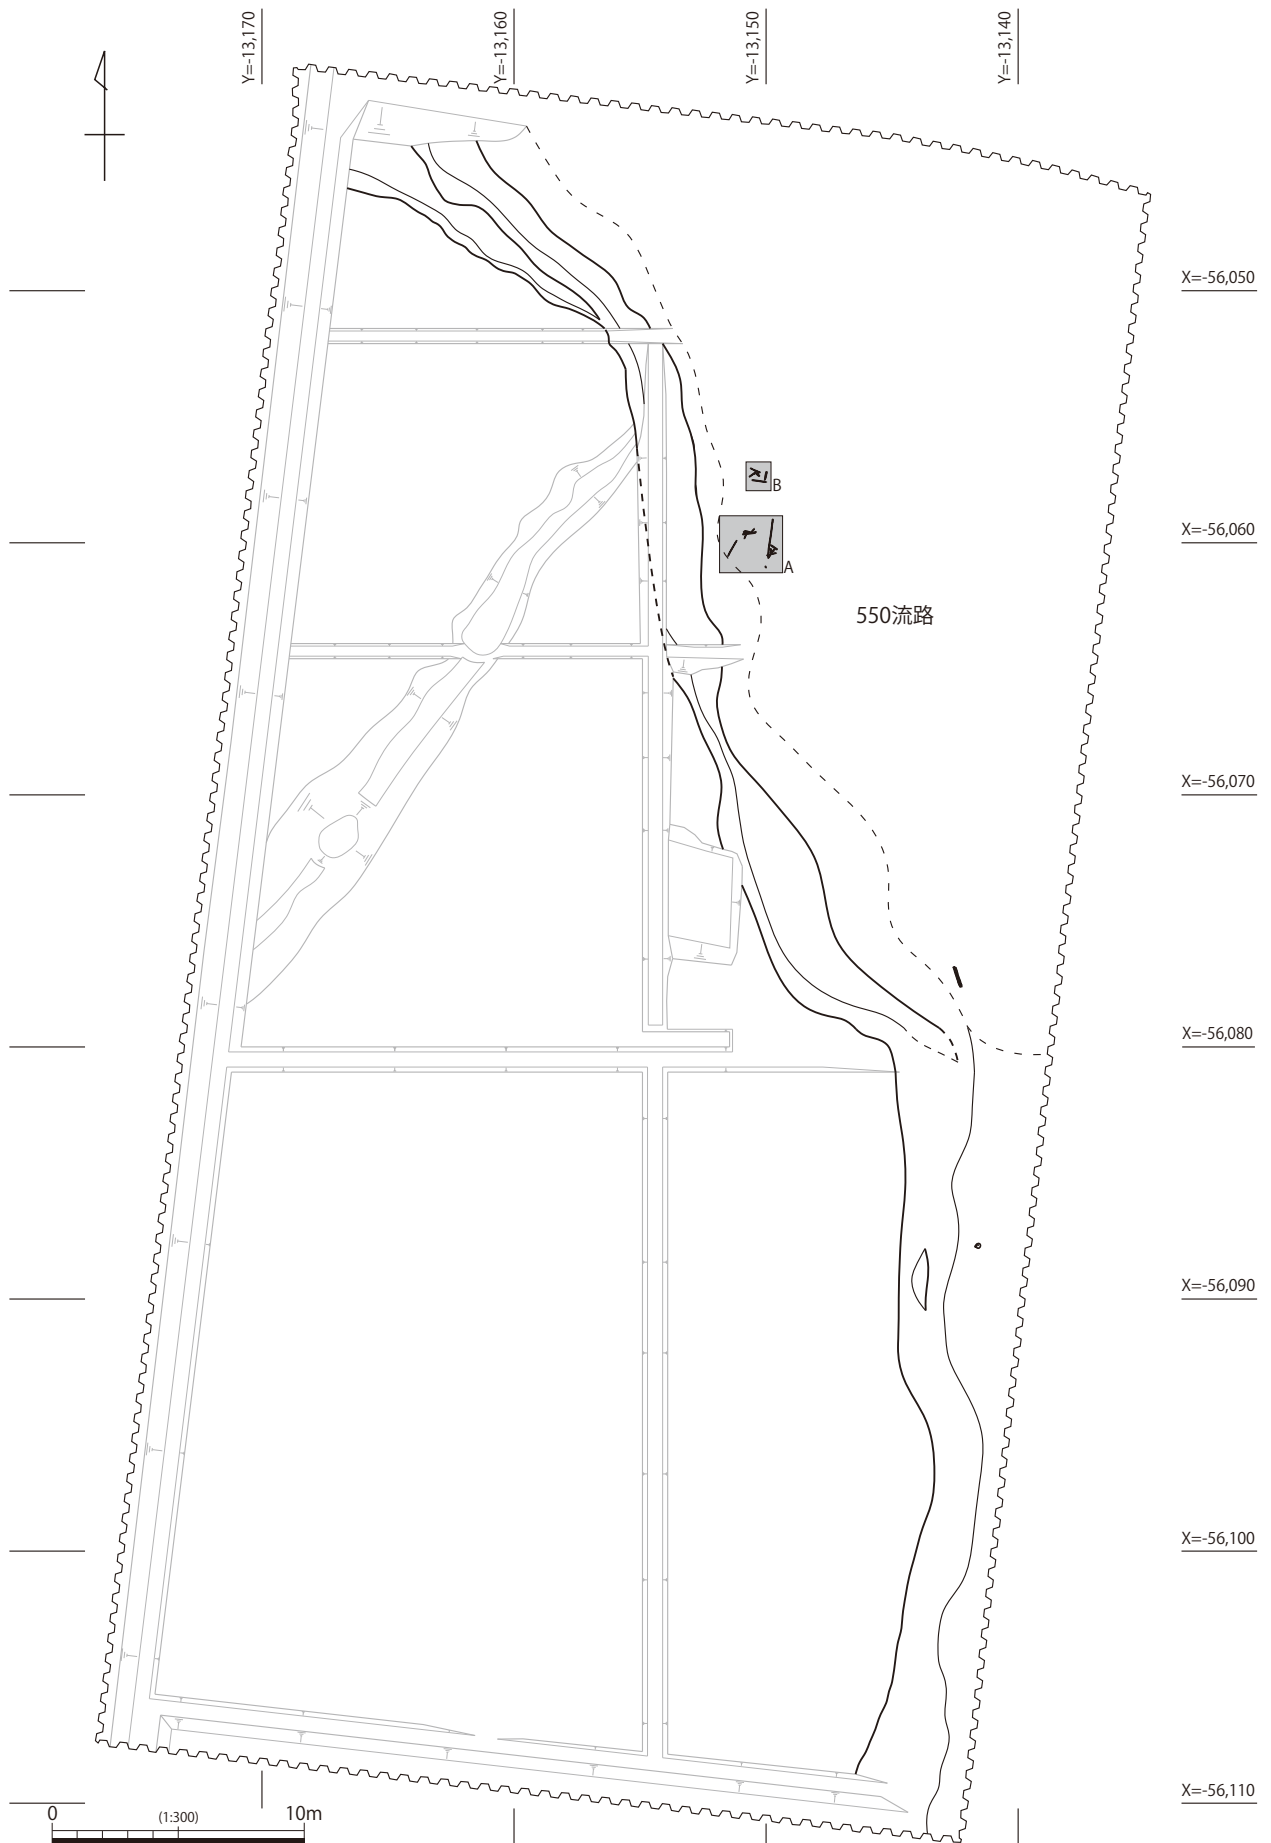 Y=-13,170
Y=-13,160
Y=-13,150
Y=-13,140
X=-56,050
B
X=-56,060
A
550流路
X=-56,070
X=-56,080
X=-56,090
X=-56,100
X=-56,110
0 (1:300) 10m